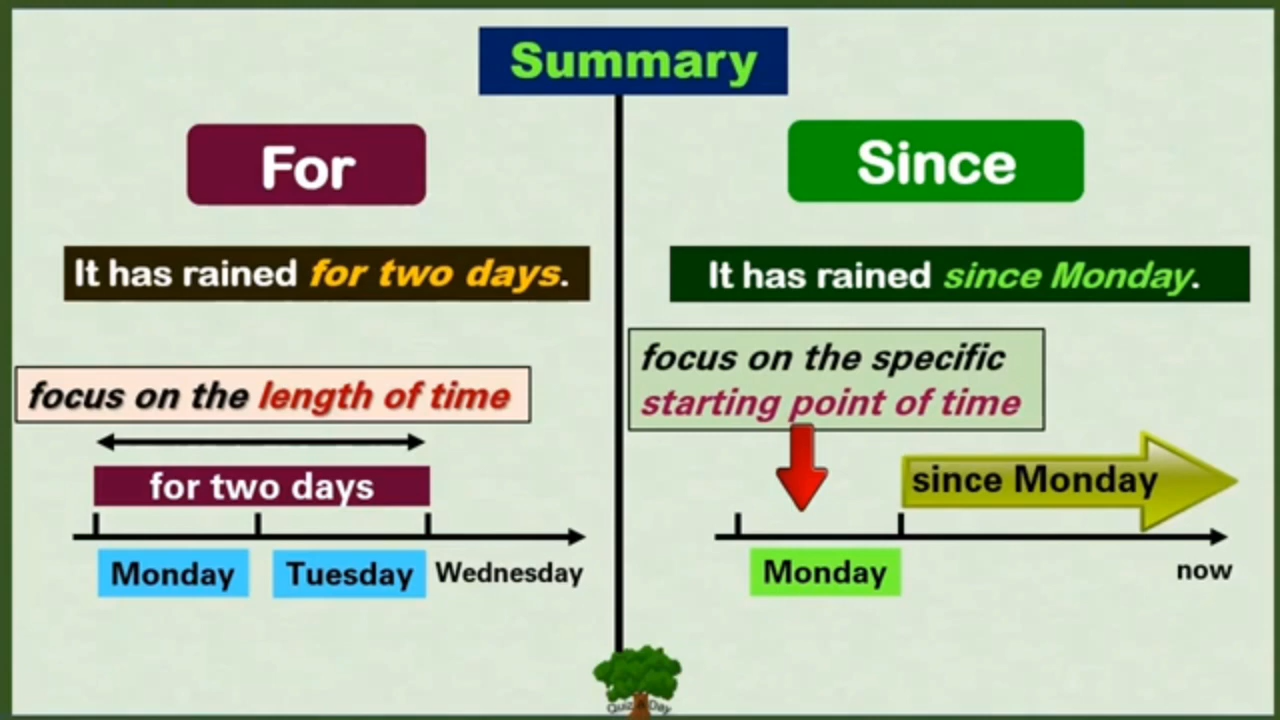 Summary
For
It has rained for two days.
focus on the length of time
for two days
Monday
Tuesday
Wednesday
Since
It has rained since Monday.
focus on the specific
starting point of time
since Monday
Monday
now
Quiz A Day